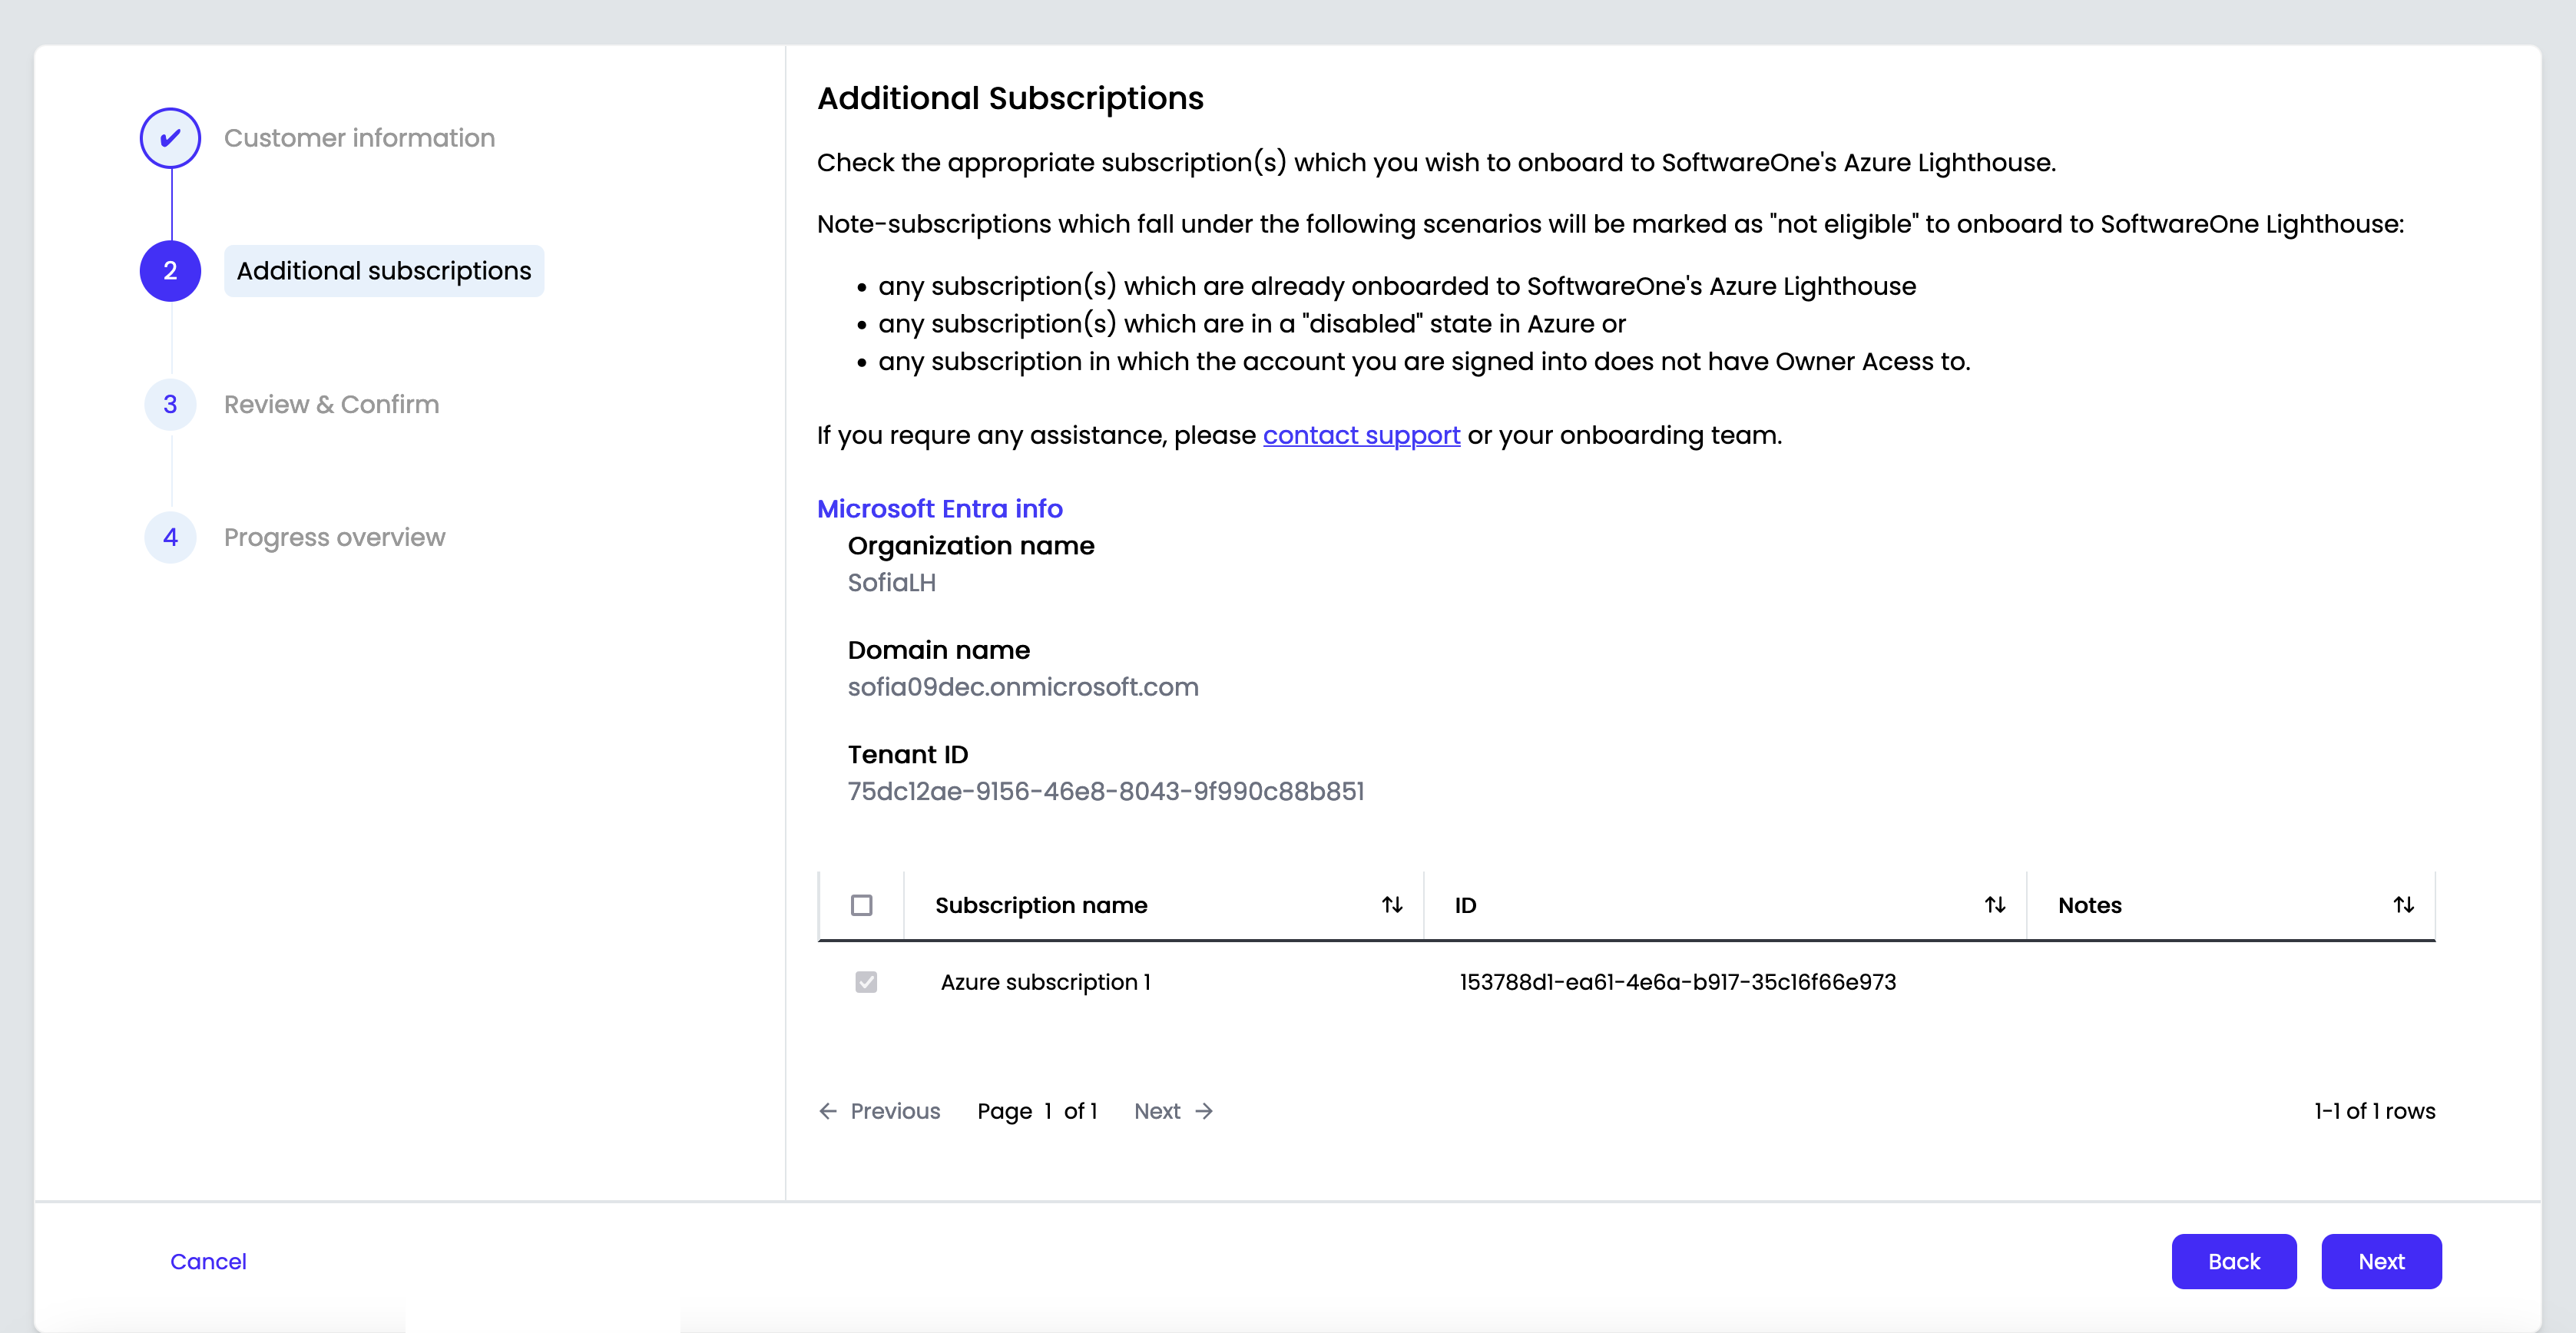 ✔ Customer information
2 Additional subscriptions
3 Review & Confirm
4 Progress overview
Additional Subscriptions
Check the appropriate subscription(s) which you wish to onboard to SoftwareOne's Azure Lighthouse.
Note-subscriptions which fall under the following scenarios will be marked as "not eligible" to onboard to SoftwareOne Lighthouse:
• any subscription(s) which are already onboarded to SoftwareOne's Azure Lighthouse
• any subscription(s) which are in a "disabled" state in Azure or
• any subscription in which the account you are signed into does not have Owner Acess to.
If you requre any assistance, please contact support or your onboarding team.
Microsoft Entra info
Organization name
SofiaLH
Domain name
sofia09dec.onmicrosoft.com
Tenant ID
75dc12ae-9156-46e8-8043-9f990c88b851
Subscription name ID Notes
Azure subscription 1 153788d1-ea61-4e6a-b917-35c16f66e973
← Previous Page 1 of 1 Next → 1-1 of 1 rows
Cancel Back Next